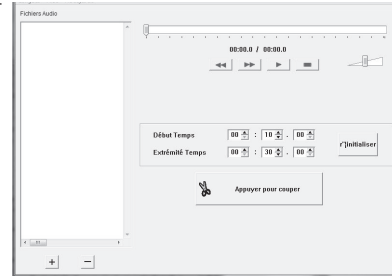 Fichiers Audio
00:00.0 / 00:00.0
Début Temps 00 : 10 . 00
Extrémité Temps 00 : 30 . 00
r˜initialiser
Appuyer pour couper